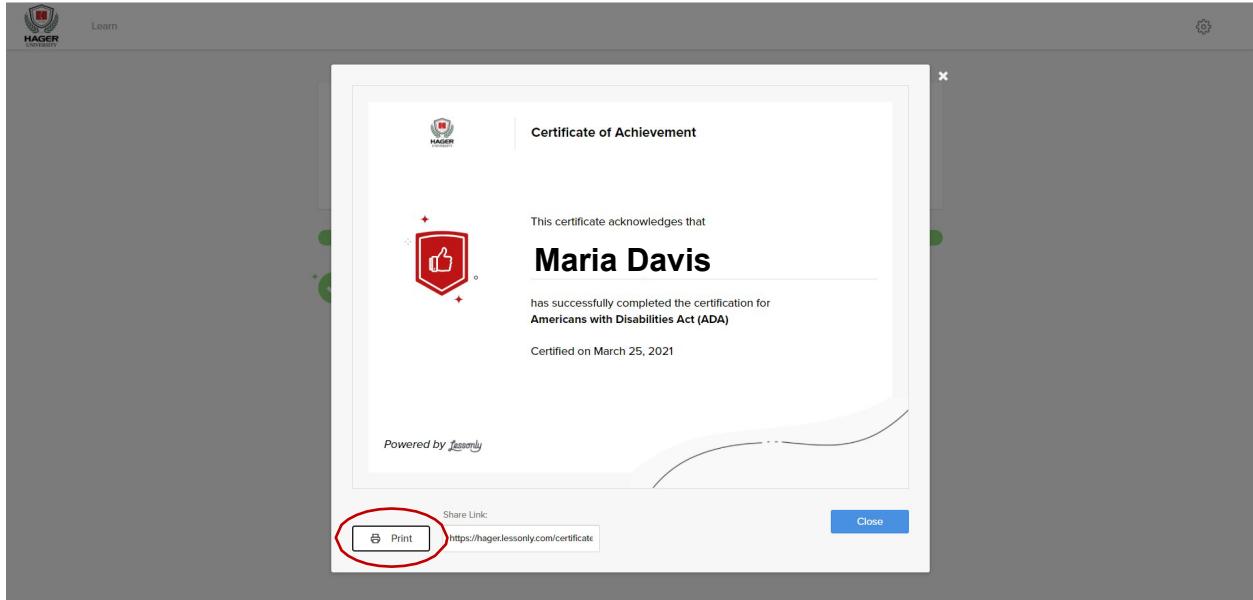 HAGER
UNIVERSITY
Learn
HAGER
UNIVERSITY
Certificate of Achievement
This certificate acknowledges that
Maria Davis
has successfully completed the certification for
Americans with Disabilities Act (ADA)
Certified on March 25, 2021
Powered by Lessonly
Share Link:
Print
https://hager.lessonly.com/certificate
Close